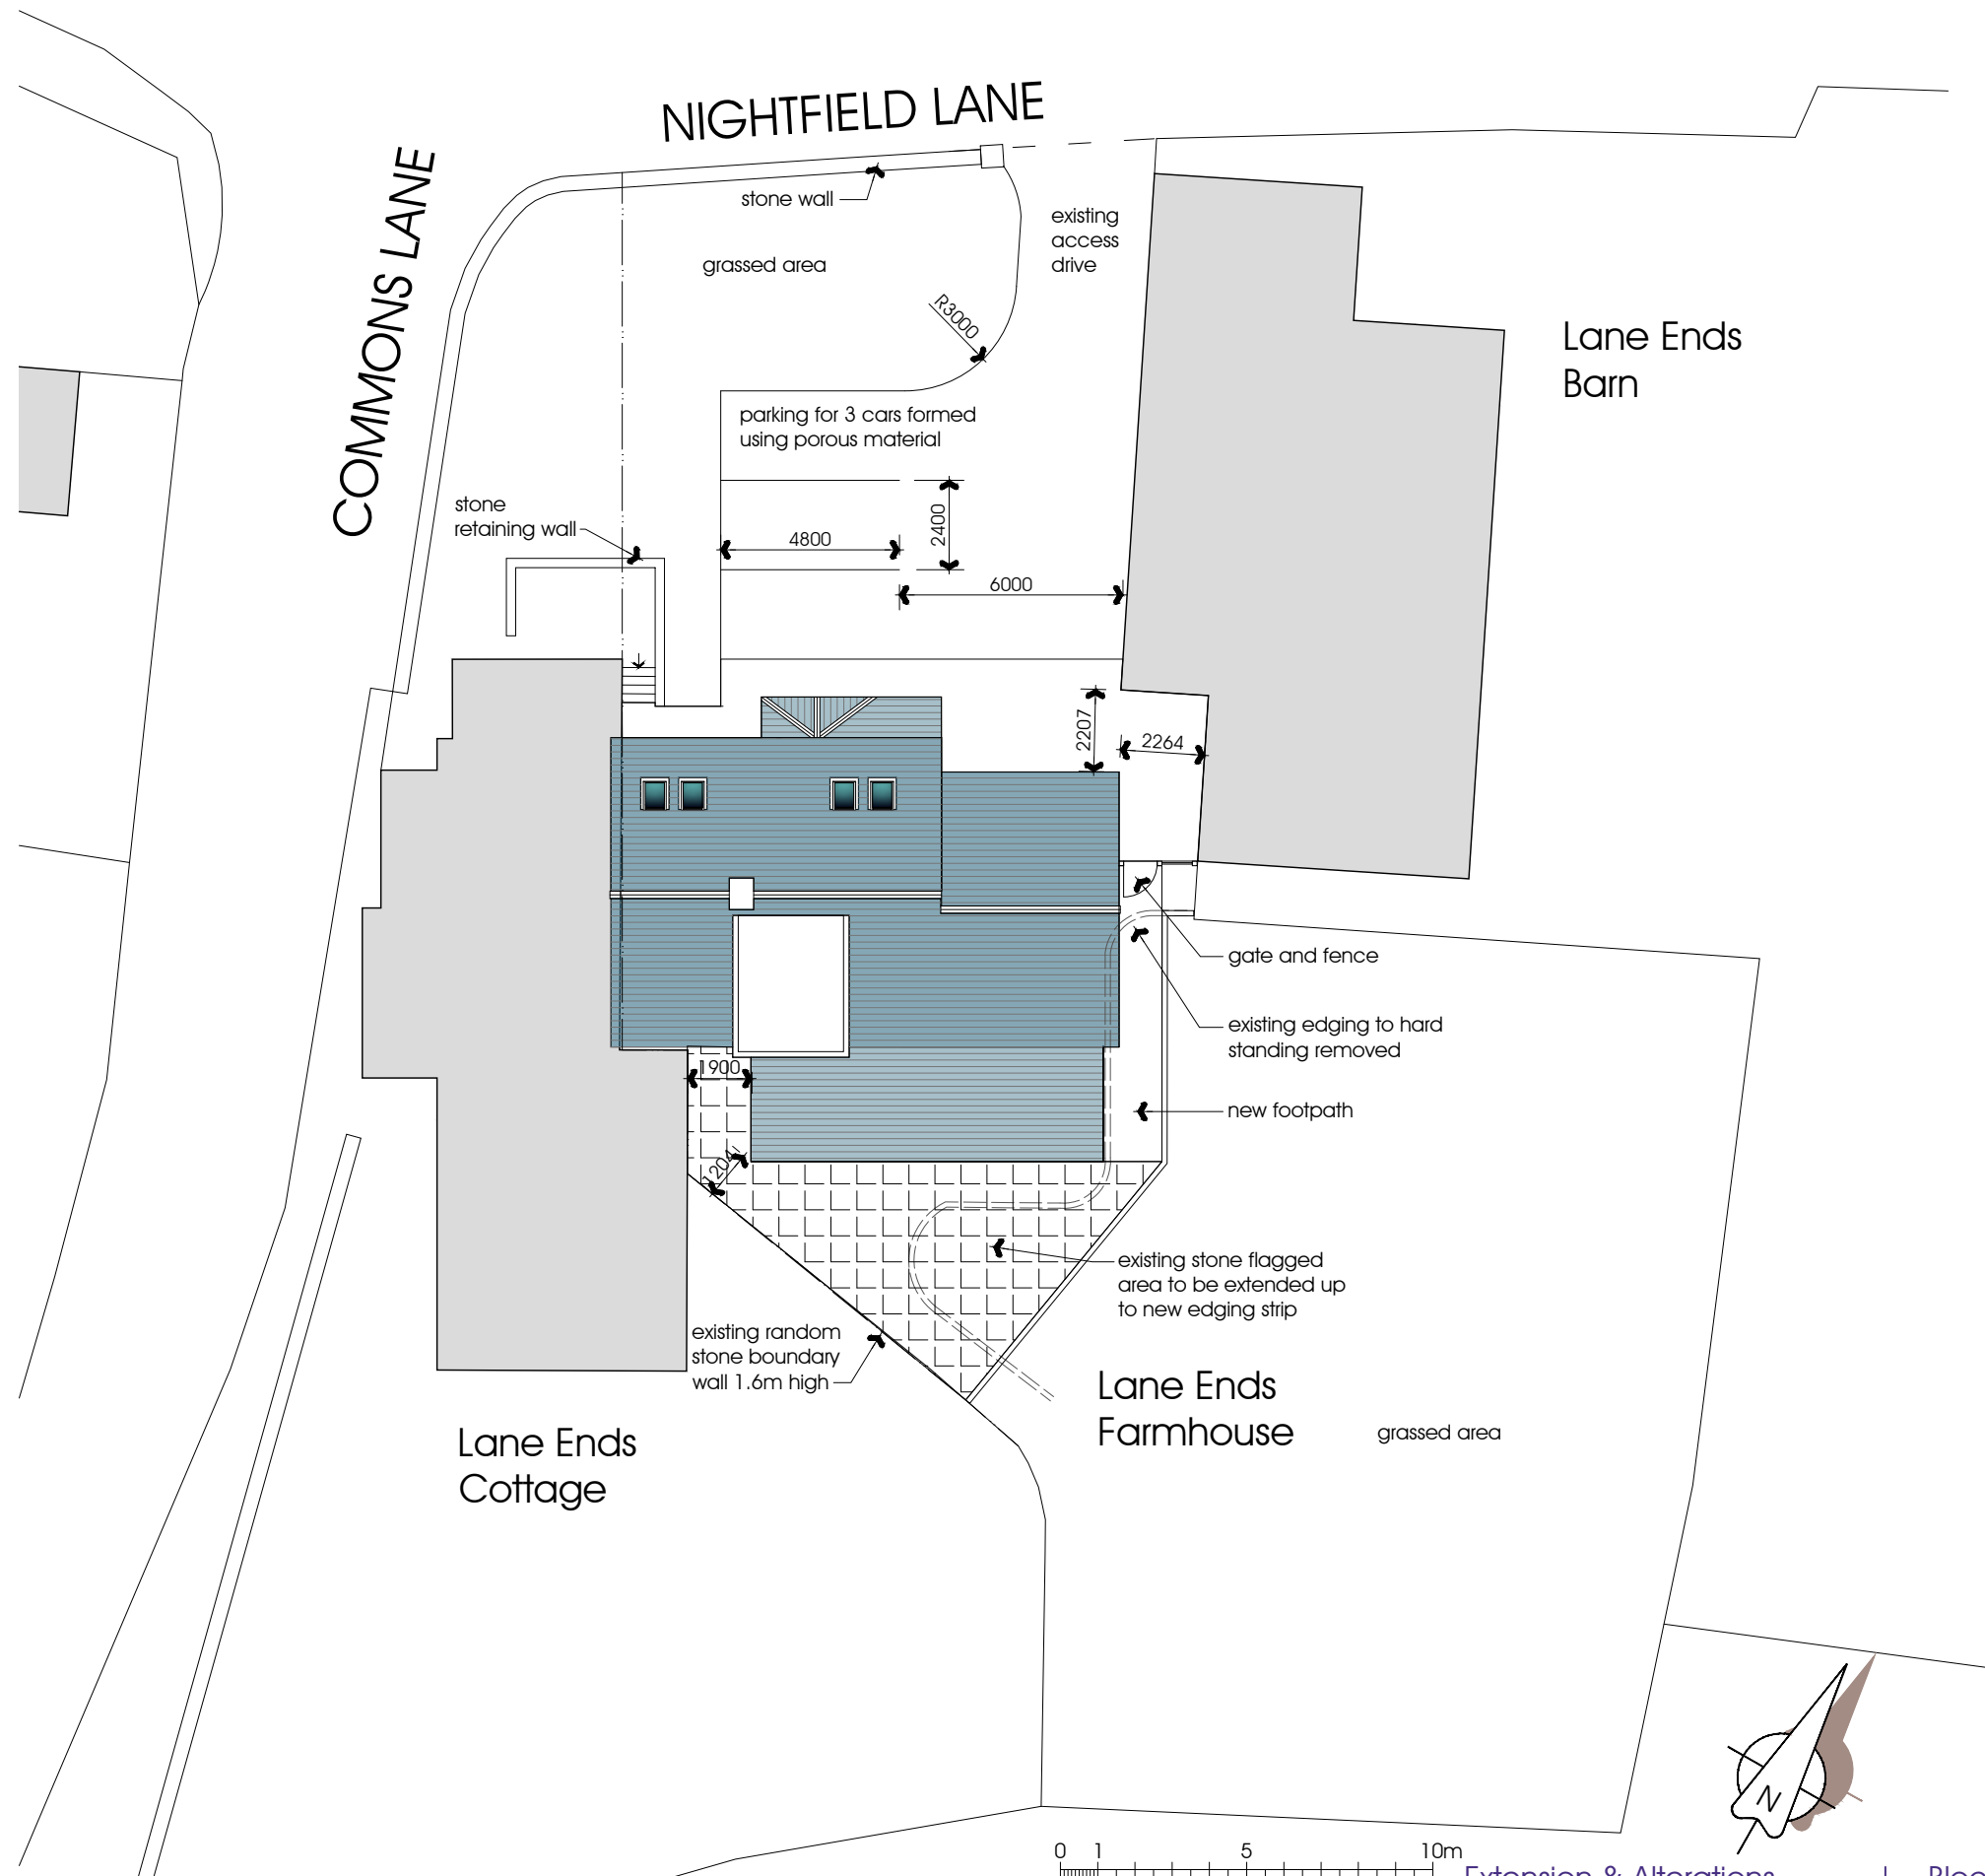 NIGHTFIELD LANE
COMMONS LANE
stone wall
existing
access
drive
grassed area
R3000
Lane Ends
Barn
parking for 3 cars formed
using porous material
stone
retaining wall
4800
2400
6000
2207
2264
gate and fence
existing edging to hard
standing removed
1900
new footpath
1204
existing stone flagged
area to be extended up
to new edging strip
existing random
stone boundary
wall 1.6m high
Lane Ends
Farmhouse
grassed area
Lane Ends
Cottage
N
0 1 5 10m
Extension & Alterations